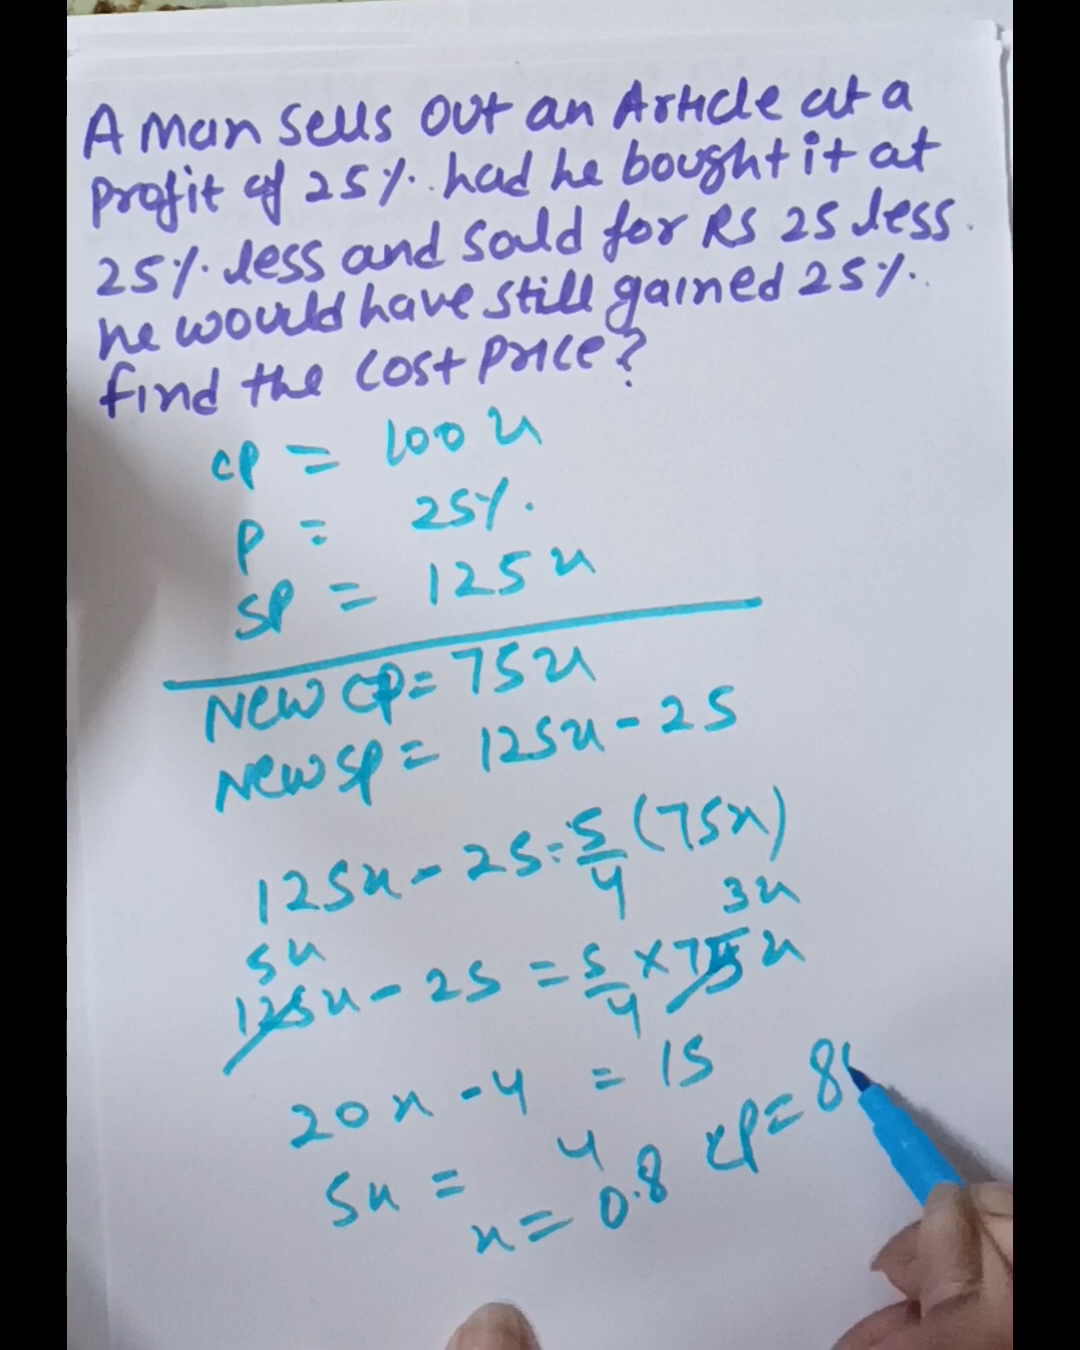 A man sells out an Article at a
profit of 25%. had he bought it at
25% less and sold for RS 25 less.
he would have still gained 25%.
find the cost price?
CP = 100x
P = 25%.
SP = 125x
New CP = 75x
New SP = 125x - 25
125x - 25 = 5/4 (75x)
5x 3x
125x - 25 = 5/4 × 75x
20x - 4 = 15
5x = 4
x = 0.8 CP = 8